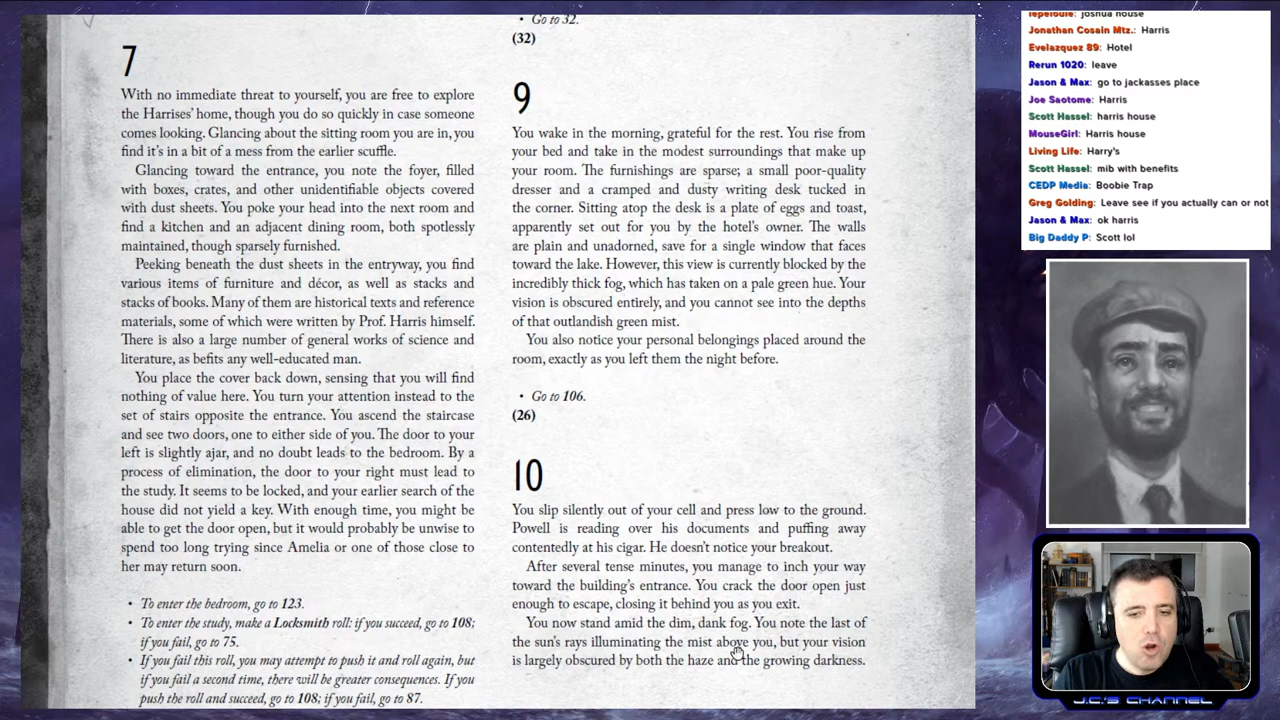 7
With no immediate threat to yourself, you are free to explore
the Harrises' home, though you do so quickly in case someone
comes looking. Glancing about the sitting room you are in, you
find it's in a bit of a mess from the earlier scuffle.
Glancing toward the entrance, you note the foyer, filled
with boxes, crates, and other unidentifiable objects covered
with dust sheets. You poke your head into the next room and
find a kitchen and an adjacent dining room, both spotlessly
maintained, though sparsely furnished.
Peeking beneath the dust sheets in the entryway, you find
various items of furniture and décor, as well as stacks and
stacks of books. Many of them are historical texts and reference
materials, some of which were written by Prof. Harris himself.
There is also a large number of general works of science and
literature, as befits any well-educated man.
You place the cover back down, sensing that you will find
nothing of value here. You turn your attention instead to the
set of stairs opposite the entrance. You ascend the staircase
and see two doors, one to either side of you. The door to your
left is slightly ajar, and no doubt leads to the bedroom. By a
process of elimination, the door to your right must lead to
the study. It seems to be locked, and your earlier search of the
house did not yield a key. With enough time, you might be
able to get the door open, but it would probably be unwise to
spend too long trying since Amelia or one of those close to
her may return soon.
• To enter the bedroom, go to 123.
• To enter the study, make a Locksmith roll: if you succeed, go to 108;
if you fail, go to 75.
• If you fail this roll, you may attempt to push it and roll again, but
if you fail a second time, there will be greater consequences. If you
push the roll and succeed, go to 108; if you fail, go to 87.
• Go to 32.
(32)
9
You wake in the morning, grateful for the rest. You rise from
your bed and take in the modest surroundings that make up
your room. The furnishings are sparse; a small poor-quality
dresser and a cramped and dusty writing desk tucked in
the corner. Sitting atop the desk is a plate of eggs and toast,
apparently set out for you by the hotel's owner. The walls
are plain and unadorned, save for a single window that faces
toward the lake. However, this view is currently blocked by the
incredibly thick fog, which has taken on a pale green hue. Your
vision is obscured entirely, and you cannot see into the depths
of that outlandish green mist.
You also notice your personal belongings placed around the
room, exactly as you left them the night before.
• Go to 106.
(26)
10
You slip silently out of your cell and press low to the ground.
Powell is reading over his documents and puffing away
contentedly at his cigar. He doesn't notice your breakout.
After several tense minutes, you manage to inch your way
toward the building's entrance. You crack the door open just
enough to escape, closing it behind you as you exit.
You now stand amid the dim, dank fog. You note the last of
the sun's rays illuminating the mist above you, but your vision
is largely obscured by both the haze and the growing darkness.
lepelouie: joshua house
Jonathan Cosain Mtz.: Harris
Evelazquez 89: Hotel
Rerun 1020: leave
Jason & Max: go to jackasses place
Joe Saotome: Harris
Scott Hassel: harris house
MouseGirl: Harris house
Living Life: Harry's
Scott Hassel: mib with benefits
CEDP Media: Boobie Trap
Greg Golding: Leave see if you actually can or not
Jason & Max: ok harris
Big Daddy P: Scott lol
J.C.'S CHANNEL